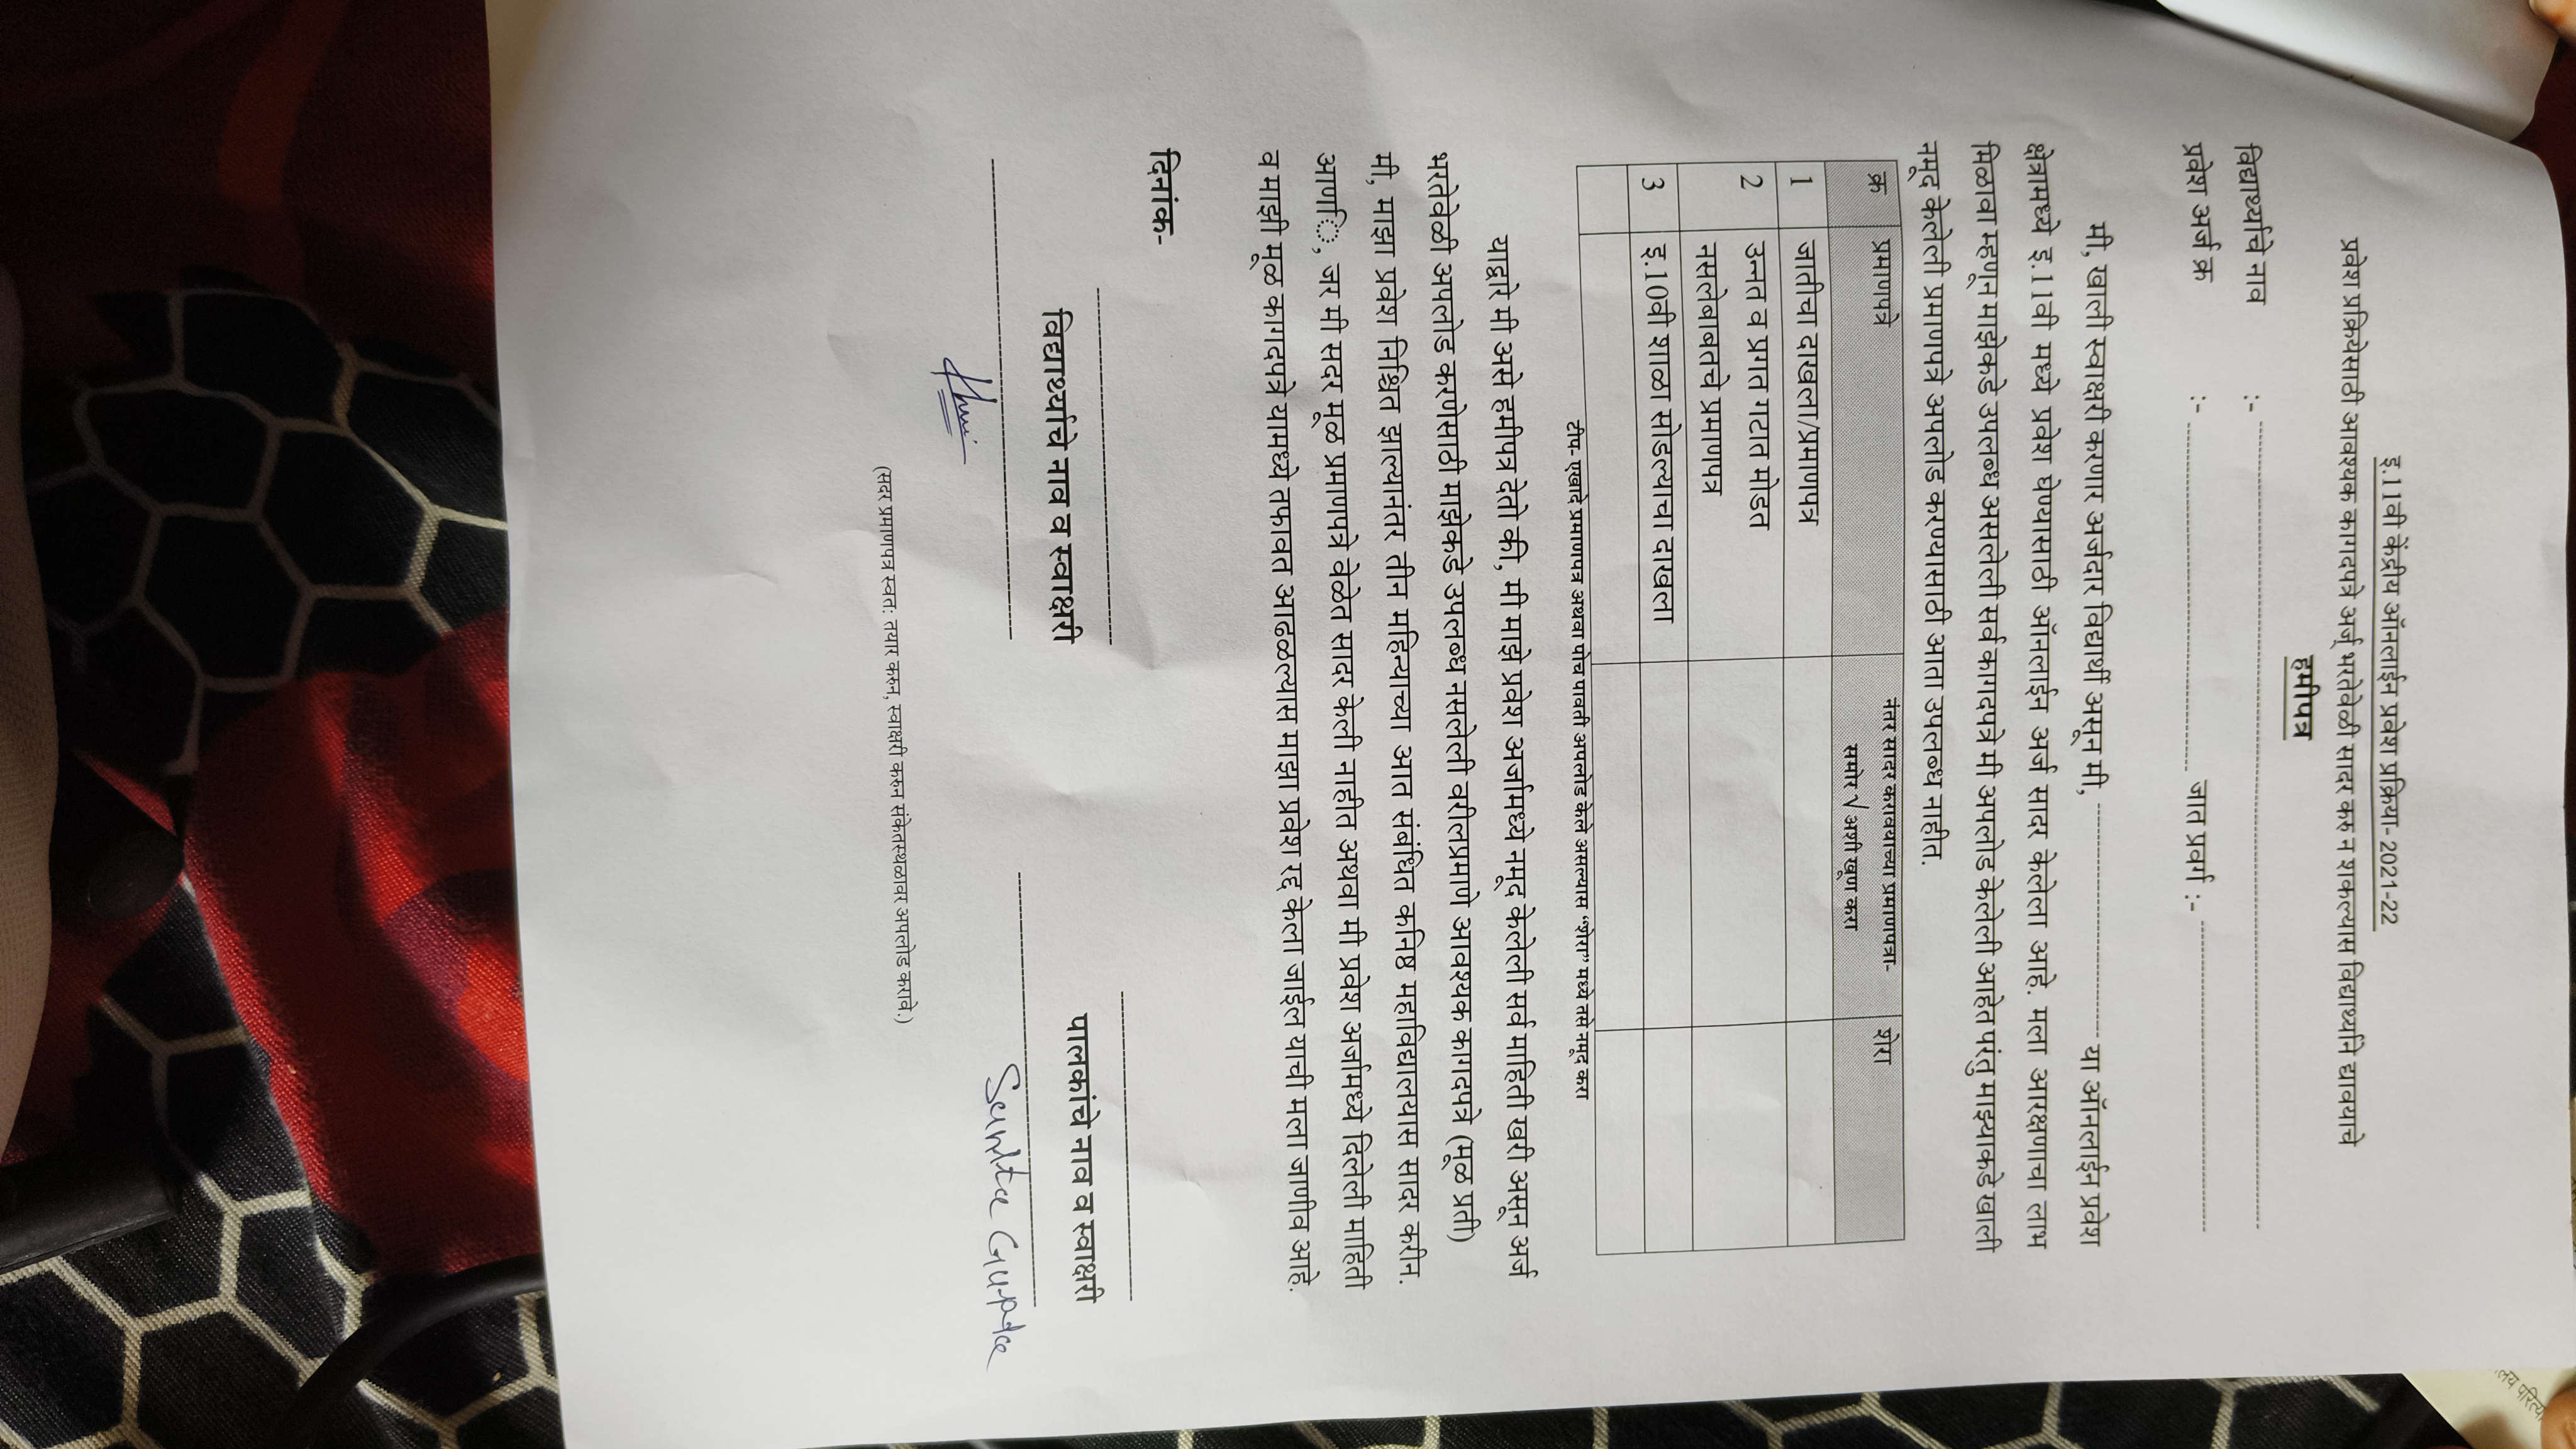 इ.11वी केंद्रीय ऑनलाईन प्रवेश प्रक्रिया- 2021-22
प्रवेश प्रक्रियेसाठी आवश्यक कागदपत्रे अर्ज भरतेवेळी सादर करु न शकल्यास विद्यार्थ्याने द्यावयाचे
हमीपत्र
विद्यार्थ्याचे नाव :- ------------------------------------------------
प्रवेश अर्ज क्र :- ------------------------------ जात प्रवर्ग :- ------------------------------
मी, खाली स्वाक्षरी करणार अर्जदार विद्यार्थी असून मी, ------------------------------ या ऑनलाईन प्रवेश
क्षेत्रामध्ये इ.11वी मध्ये प्रवेश घेण्यासाठी ऑनलाईन अर्ज सादर केलेला आहे. मला आरक्षणाचा लाभ
मिळावा म्हणून माझेकडे उपलब्ध असलेली सर्व कागदपत्रे मी अपलोड केलेली आहेत परंतु माझ्याकडे खाली
नमूद केलेली प्रमाणपत्रे अपलोड करण्यासाठी आता उपलब्ध नाहीत.
क्र प्रमाणपत्रे नंतर सादर करावयाच्या प्रमाणपत्रा- शेरा
समोर √ अशी खुण करा
1 जातीचा दाखला/प्रमाणपत्र
2 उन्नत व प्रगत गटात मोडत
नसलेबाबतचे प्रमाणपत्र
3 इ.10वी शाळा सोडल्याचा दाखला
टीप- एखादे प्रमाणपत्र अथवा पोच पावती अपलोड केले असल्यास "शेरा" मध्ये तसे नमूद करा
याद्वारे मी असे हमीपत्र देतो की, मी माझे प्रवेश अर्जामध्ये नमूद केलेली सर्व माहिती खरी असून अर्ज
भरतेवेळी अपलोड करणेसाठी माझेकडे उपलब्ध नसलेली वरीलप्रमाणे आवश्यक कागदपत्रे (मूळ प्रती)
मी, माझा प्रवेश निश्चित झाल्यानंतर तीन महिन्याच्या आत संबंधित कनिष्ठ महाविद्यालयास सादर करीन.
आणि, जर मी सदर मूळ प्रमाणपत्रे वेळेत सादर केली नाहीत अथवा मी प्रवेश अर्जामध्ये दिलेली माहिती
व माझी मूळ कागदपत्रे यामध्ये तफावत आढळल्यास माझा प्रवेश रद्द केला जाईल याची मला जाणीव आहे.
दिनांक-
विद्यार्थ्याचे नाव व स्वाक्षरी पालकांचे नाव व स्वाक्षरी
Sunita Gupta
(सदर प्रमाणपत्र स्वतः तयार करुन, स्वाक्षरी करुन संकेतस्थळावर अपलोड करावे.)